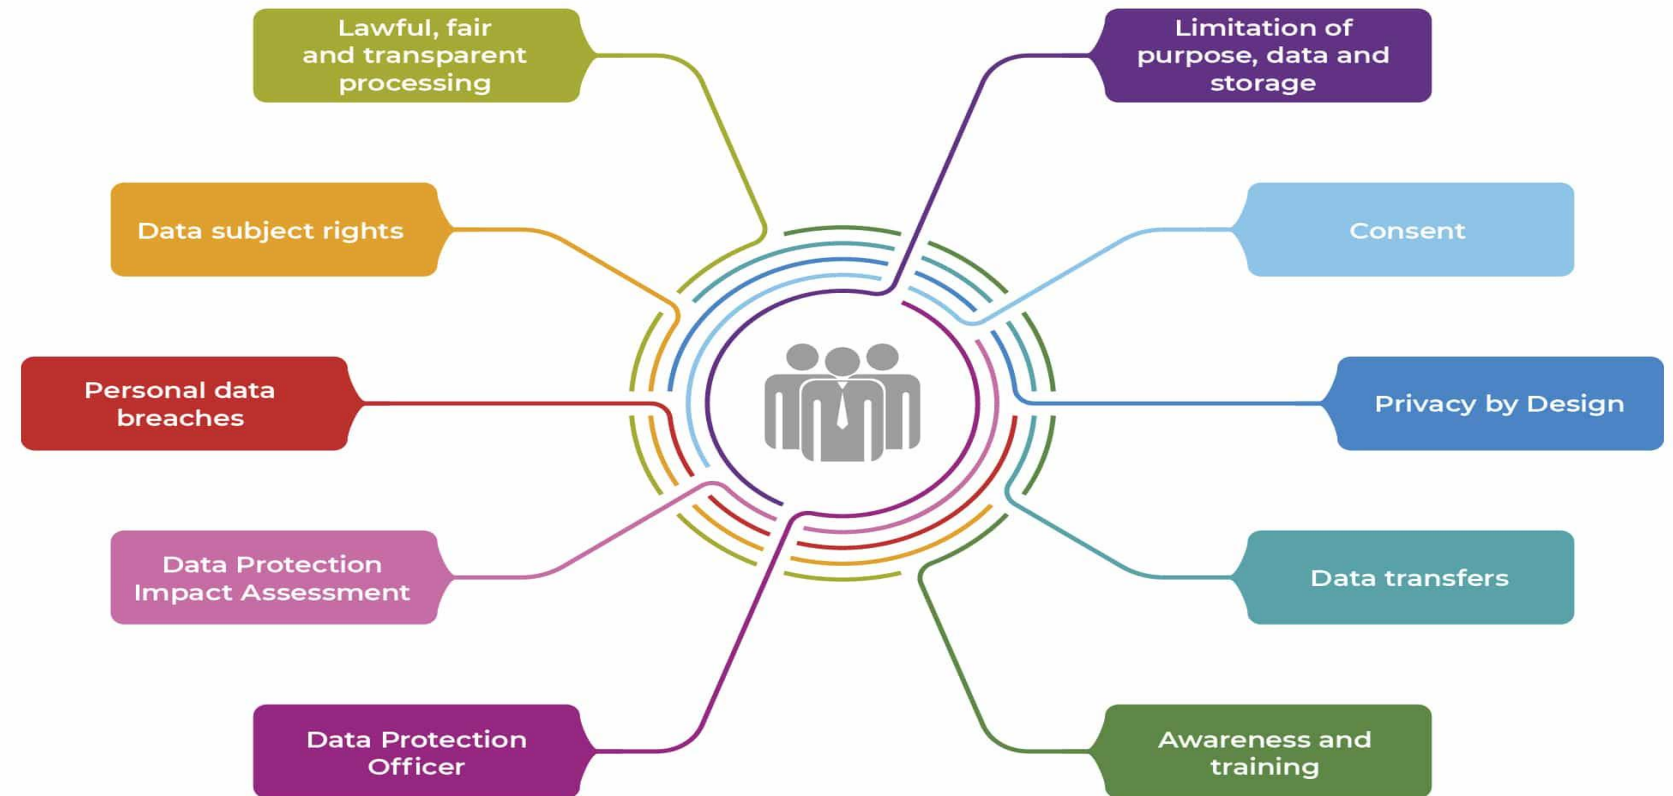 Lawful, fair
and transparent
processing
Limitation of
purpose, data and
storage
Data subject rights
Consent
Personal data
breaches
Privacy by Design
Data Protection
Impact Assessment
Data transfers
Data Protection
Officer
Awareness and
training